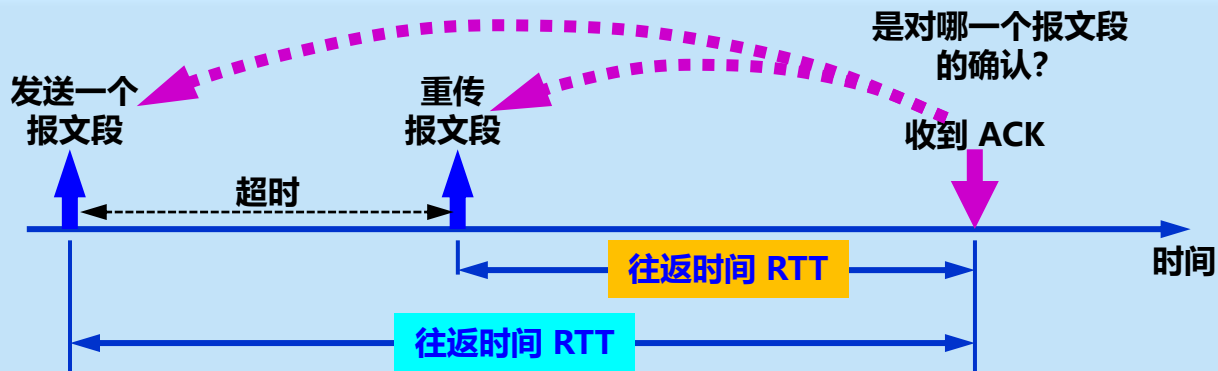 是对哪一个报文段
的确认?
发送一个
报文段
重传
报文段
收到 ACK
超时
时间
往返时间 RTT
往返时间 RTT